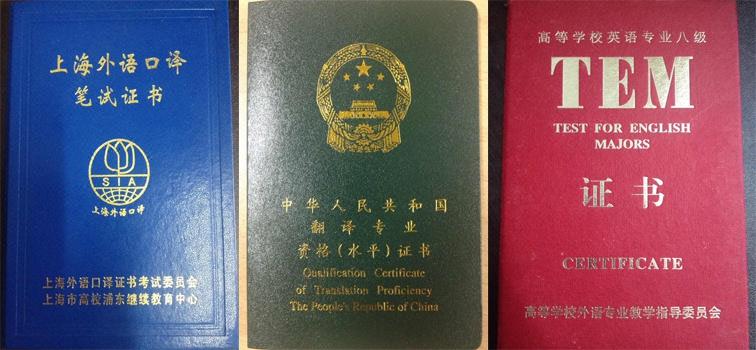 上海外语口译
笔试证书
SIA
上海外语口译
上海外语口译证书考试委员会
上海市高校浦东继续教育中心
中华人民共和国
翻译专业
资格(水平)证书
Qualification Certificate
of Translation Proficiency
The People's Republic of China
高等学校英语专业八级
TEM
TEST FOR ENGLISH
MAJORS
证书
CERTIFICATE
高等学校外语专业教学指导委员会